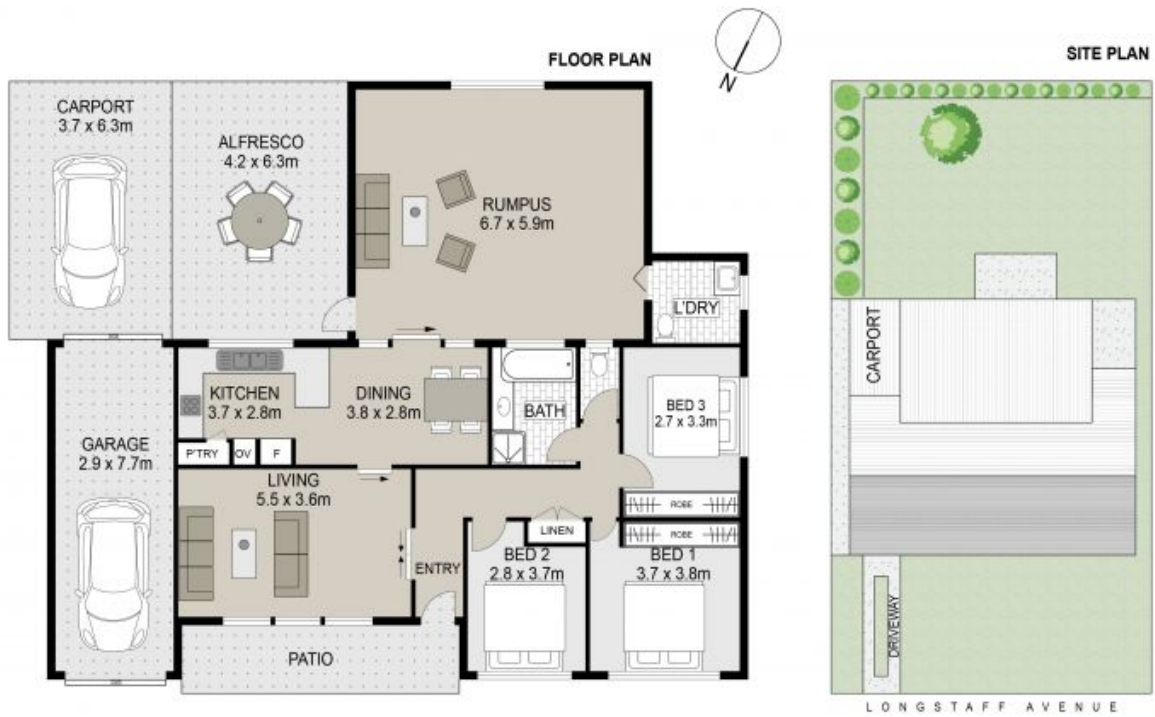 FLOOR PLAN
N
CARPORT
3.7 x 6.3m
ALFRESCO
4.2 x 6.3m
RUMPUS
6.7 x 5.9m
L'DRY
KITCHEN
3.7 x 2.8m
DINING
3.8 x 2.8m
BATH
BED 3
2.7 x 3.3m
GARAGE
2.9 x 7.7m
P'TRY
OV
F
LIVING
5.5 x 3.6m
ROBE
ROBE
LINEN
ENTRY
BED 2
2.8 x 3.7m
BED 1
3.7 x 3.8m
PATIO
SITE PLAN
CARPORT
DRIVEWAY
LONGSTAFF AVENUE